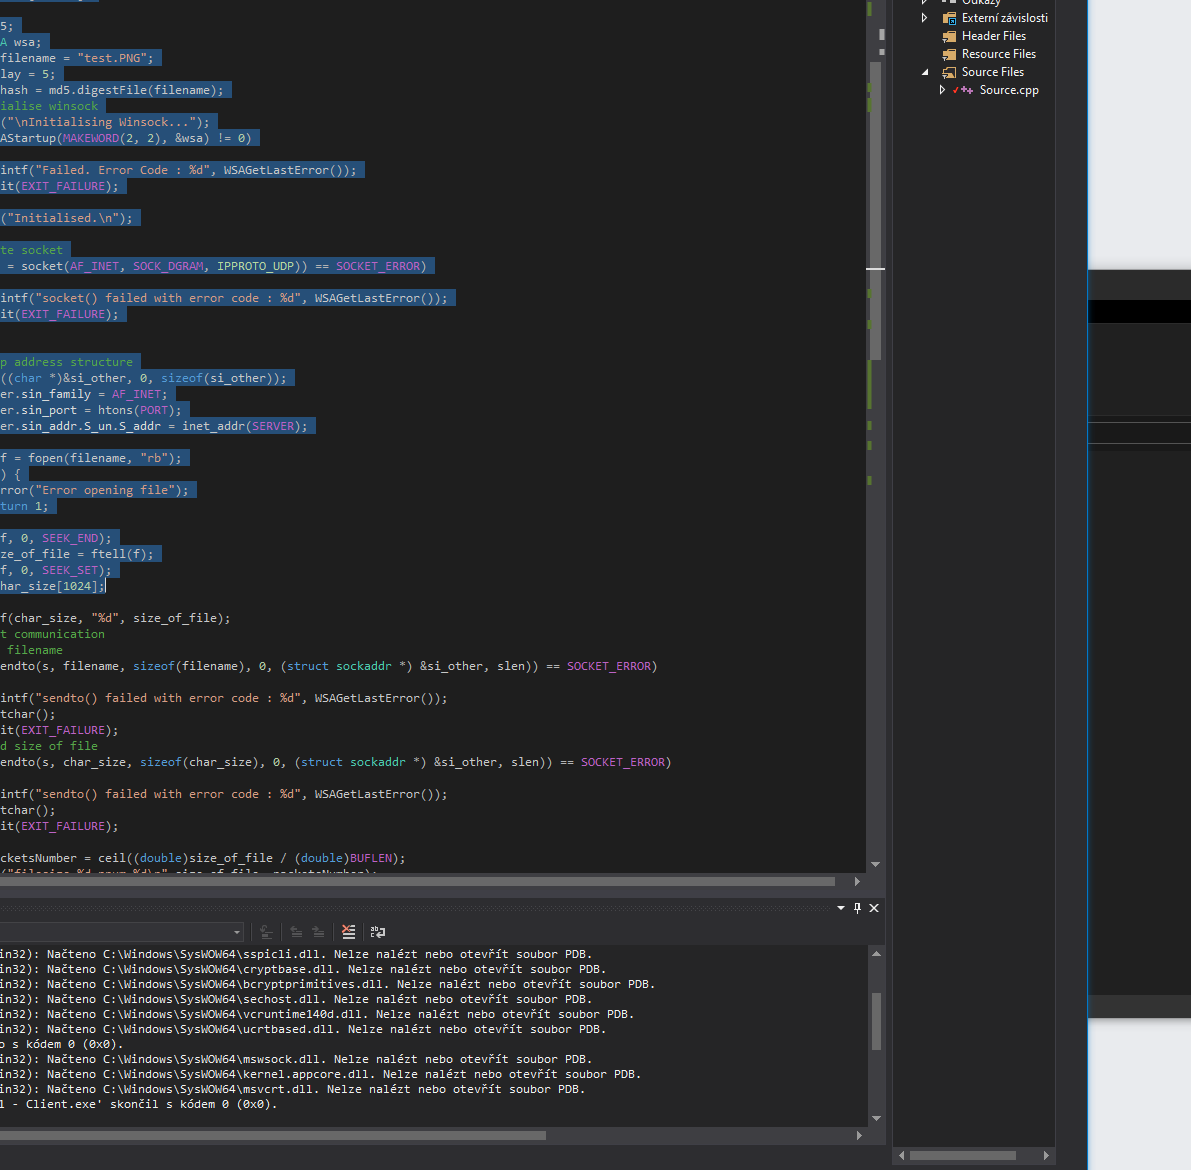 5;
A wsa;
filename = "test.PNG";
lay = 5;
hash = md5.digestFile(filename);
ialise winsock
("\nInitialising Winsock...");
AStartup(MAKEWORD(2, 2), &wsa) != 0)
intf("Failed. Error Code : %d", WSAGetLastError());
it(EXIT_FAILURE);
("Initialised.\n");
te socket
= socket(AF_INET, SOCK_DGRAM, IPPROTO_UDP)) == SOCKET_ERROR)
intf("socket() failed with error code : %d", WSAGetLastError());
it(EXIT_FAILURE);
p address structure
((char *)&si_other, 0, sizeof(si_other));
er.sin_family = AF_INET;
er.sin_port = htons(PORT);
er.sin_addr.S_un.S_addr = inet_addr(SERVER);
f = fopen(filename, "rb");
) {
rror("Error opening file");
turn 1;
f, 0, SEEK_END);
ze_of_file = ftell(f);
f, 0, SEEK_SET);
har_size[1024];
f(char_size, "%d", size_of_file);
t communication
filename
endto(s, filename, sizeof(filename), 0, (struct sockaddr *) &si_other, slen)) == SOCKET_ERROR)
intf("sendto() failed with error code : %d", WSAGetLastError());
tchar();
it(EXIT_FAILURE);
d size of file
endto(s, char_size, sizeof(char_size), 0, (struct sockaddr *) &si_other, slen)) == SOCKET_ERROR)
intf("sendto() failed with error code : %d", WSAGetLastError());
tchar();
it(EXIT_FAILURE);
cketsNumber = ceil((double)size_of_file / (double)BUFLEN);
Odkazy
Externí závislosti
Header Files
Resource Files
Source Files
Source.cpp
in32): Načteno C:\Windows\SysWOW64\sspicli.dll. Nelze nalézt nebo otevřít soubor PDB.
in32): Načteno C:\Windows\SysWOW64\cryptbase.dll. Nelze nalézt nebo otevřít soubor PDB.
in32): Načteno C:\Windows\SysWOW64\bcryptprimitives.dll. Nelze nalézt nebo otevřít soubor PDB.
in32): Načteno C:\Windows\SysWOW64\sechost.dll. Nelze nalézt nebo otevřít soubor PDB.
in32): Načteno C:\Windows\SysWOW64\vcruntime140d.dll. Nelze nalézt nebo otevřít soubor PDB.
in32): Načteno C:\Windows\SysWOW64\ucrtbased.dll. Nelze nalézt nebo otevřít soubor PDB.
o s kódem 0 (0x0).
in32): Načteno C:\Windows\SysWOW64\mswsock.dll. Nelze nalézt nebo otevřít soubor PDB.
in32): Načteno C:\Windows\SysWOW64\kernel.appcore.dll. Nelze nalézt nebo otevřít soubor PDB.
in32): Načteno C:\Windows\SysWOW64\msvcrt.dll. Nelze nalézt nebo otevřít soubor PDB.
l - Client.exe' skončil s kódem 0 (0x0).